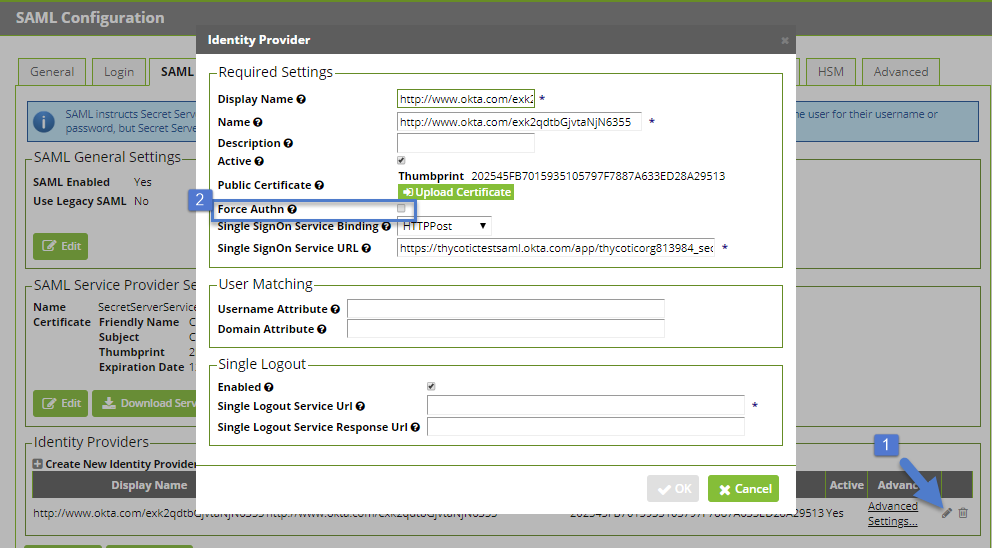 SAML Configuration
Identity Provider
General Login SAML HSM Advanced
Required Settings
SAML instructs Secret Serv
he user for their username or
password, but Secret Serve
Display Name
http://www.okta.com/exk2 *
Name
http://www.okta.com/exk2qdtbGjvtaNjN6355 *
Description
Active
Public Certificate
Thumbprint 202545FB7015935105797F7887A633ED28A29513
Upload Certificate
2
Force Authn
Single SignOn Service Binding HTTPPost
Single SignOn Service URL https://thycotictestsaml.okta.com/app/thycoticorg813984_sec *
SAML General Settings
SAML Enabled Yes
Use Legacy SAML No
Edit
User Matching
Username Attribute
Domain Attribute
SAML Service Provider Se
Name SecretServerService
Certificate Friendly Name C
Subject C
Thumbprint 2
Expiration Date 1
Edit Download Serv
Single Logout
Enabled
Single Logout Service Url *
Single Logout Service Response Url
OK Cancel
Identity Providers
Create New Identity Provider
1
Display Name Active Advanc
http://www.okta.com/exk2qdtbGjvtaNjN6355 Yes Advanced
Settings...